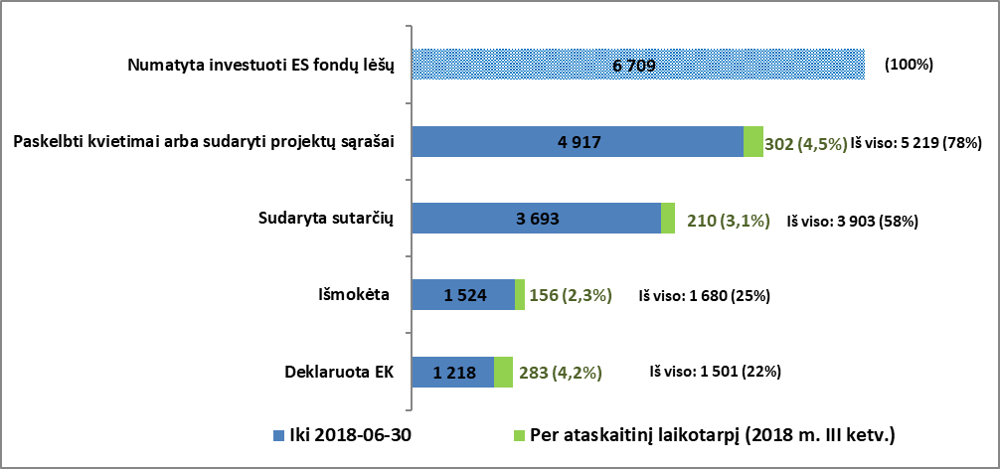 Numatyta investuoti ES fondų lėšų 6 709 (100%)
Paskelbti kvietimai arba sudaryti projektų sąrašai 4 917 302 (4,5%) Iš viso: 5 219 (78%)
Sudaryta sutarčių 3 693 210 (3,1%) Iš viso: 3 903 (58%)
Išmokėta 1 524 156 (2,3%) Iš viso: 1 680 (25%)
Deklaruota EK 1 218 283 (4,2%) Iš viso: 1 501 (22%)
Iki 2018-06-30 Per ataskaitinį laikotarpį (2018 m. III ketv.)